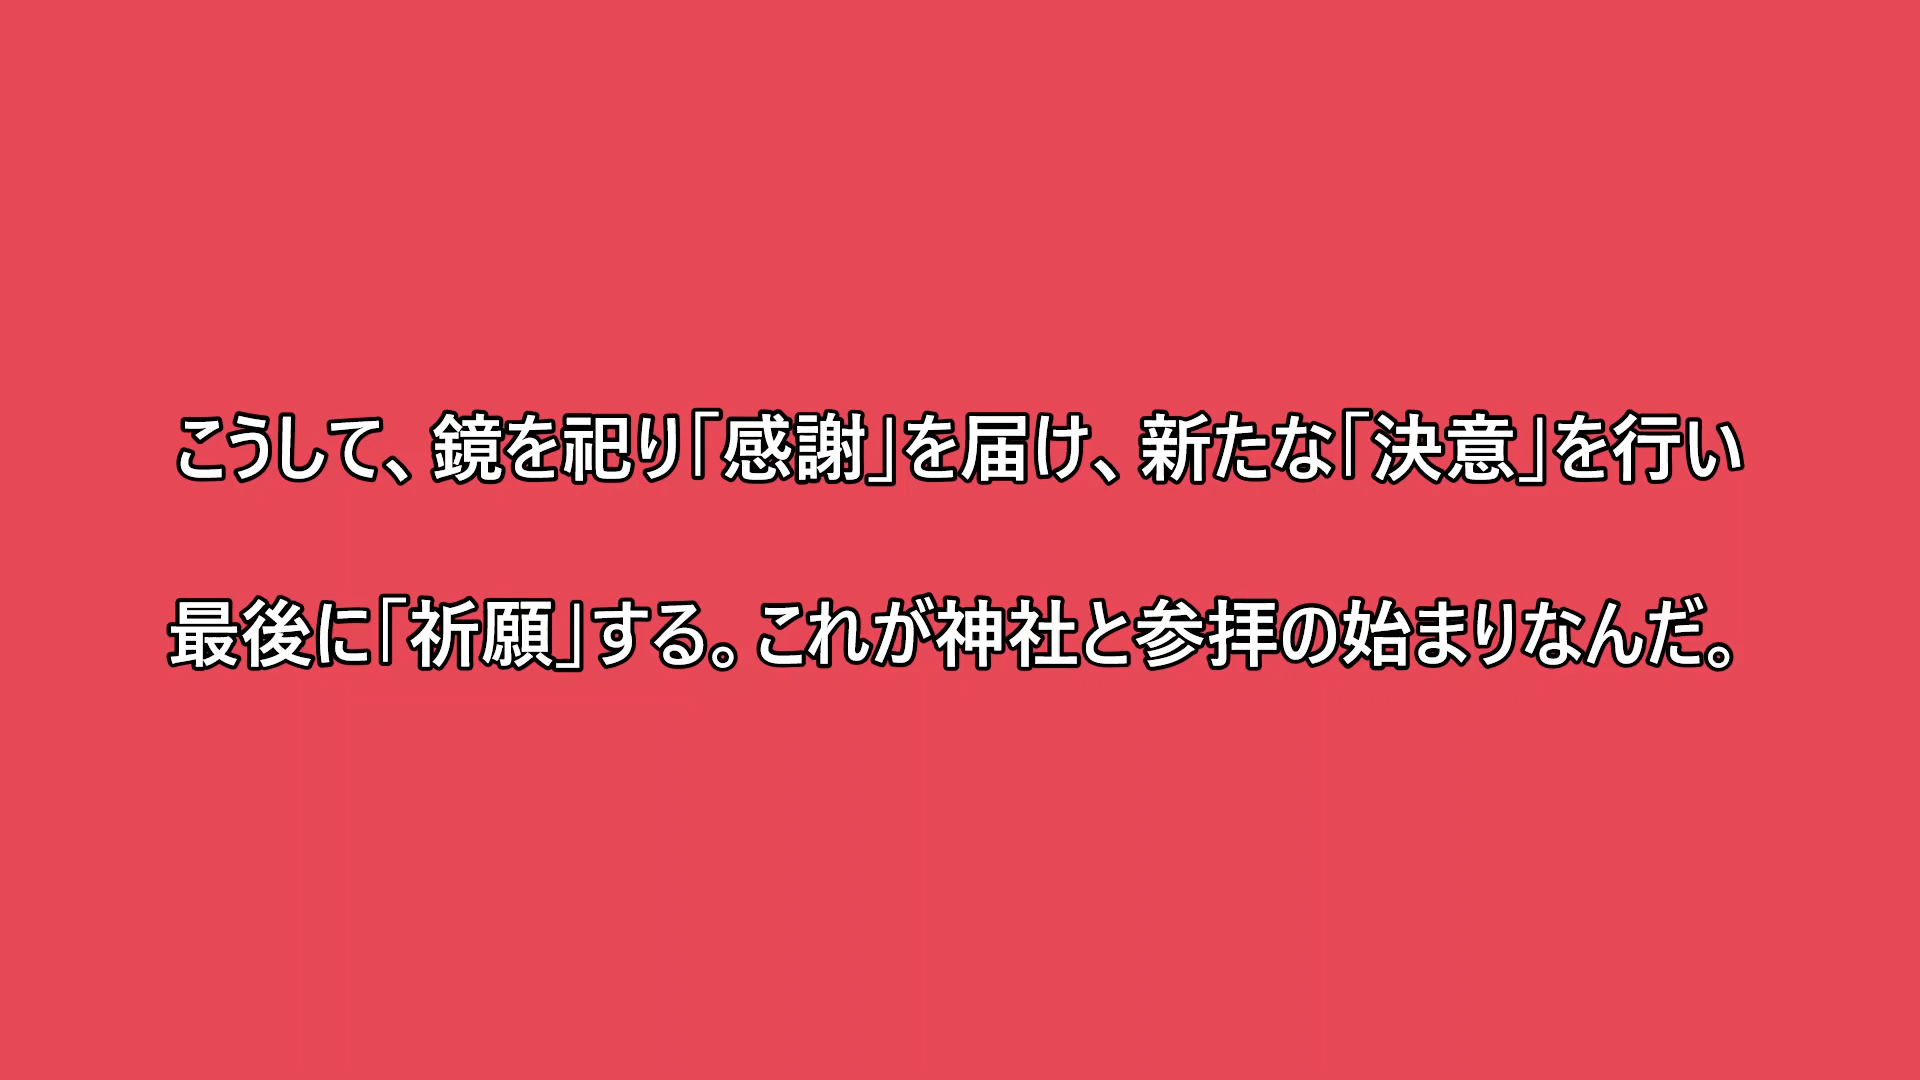 こうして、鏡を祀り「感謝」を届け、新たな「決意」を行い
最後に「祈願」する。これが神社と参拝の始まりなんだ。